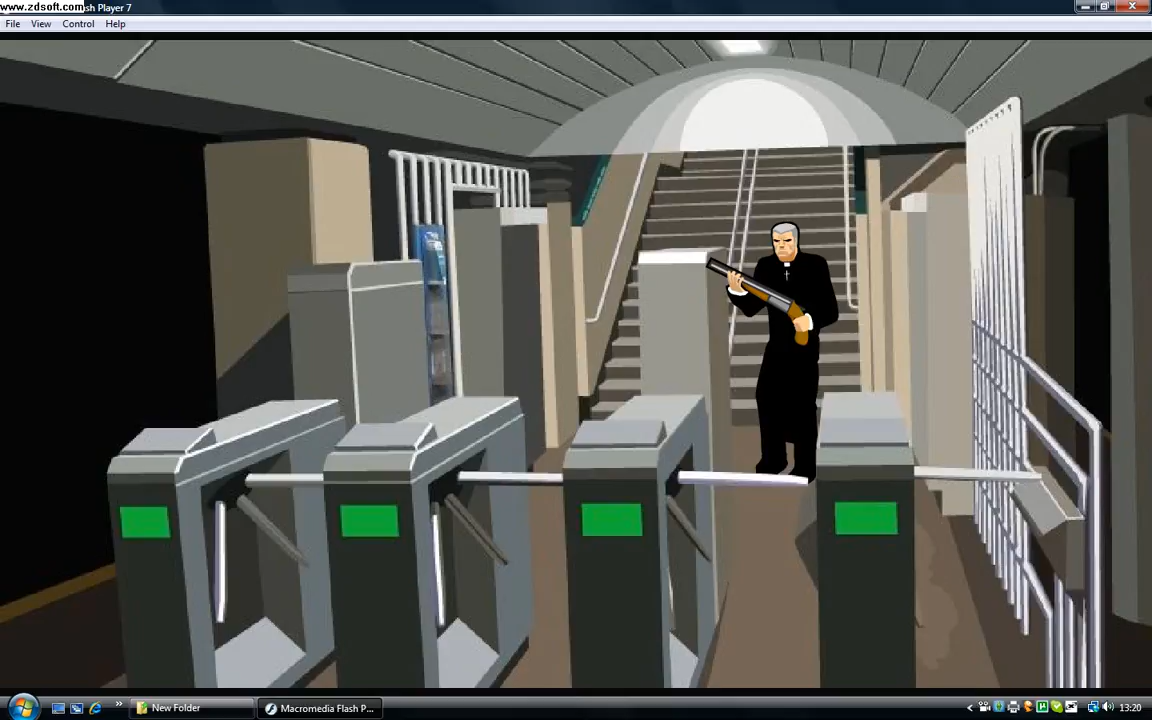 www.zdsoft.com sh Player 7
File View Control Help
New Folder
Macromedia Flash P...
13:20